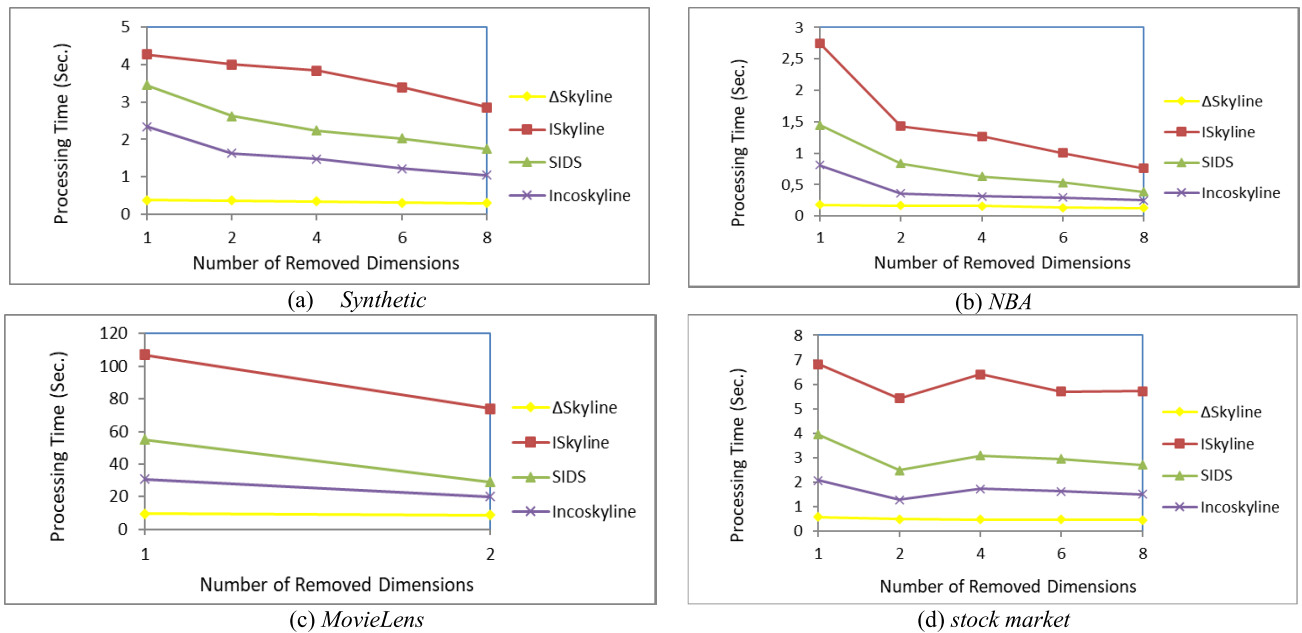 5
4
3
2
1
0
Processing Time (Sec.)
1 2 4 6 8
Number of Removed Dimensions
ΔSkyline
ISkyline
SIDS
Incoskyline
(a) Synthetic
3
2,5
2
1,5
1
0,5
0
Processing Time (Sec.)
1 2 4 6 8
Number of Removed Dimensions
ΔSkyline
ISkyline
SIDS
Incoskyline
(b) NBA
120
100
80
60
40
20
0
Processing Time (Sec.)
1 2
Number of Removed Dimensions
ΔSkyline
ISkyline
SIDS
Incoskyline
(c) MovieLens
8
7
6
5
4
3
2
1
0
Processing Time (Sec.)
1 2 4 6 8
Number of Removed Dimensions
ΔSkyline
ISkyline
SIDS
Incoskyline
(d) stock market